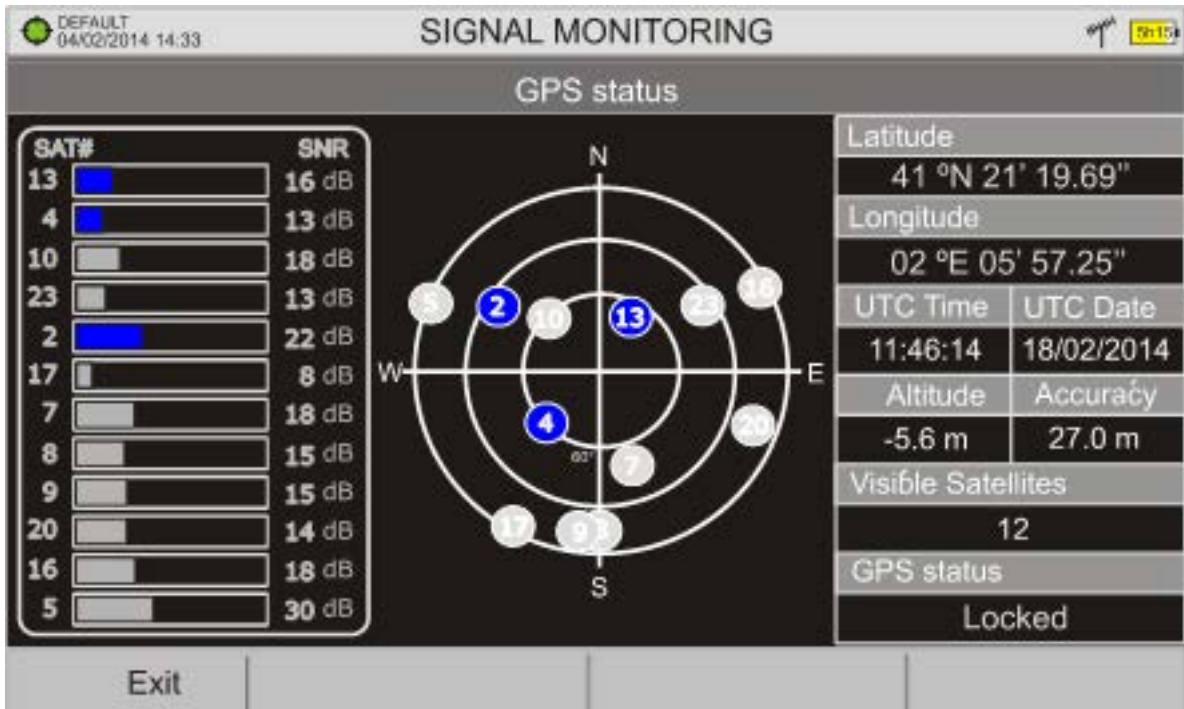 DEFAULT
04/02/2014 14:33
SIGNAL MONITORING
5h15
GPS status
SAT# SNR
13 16 dB
4 13 dB
10 18 dB
23 13 dB
2 22 dB
17 8 dB
7 18 dB
8 15 dB
9 15 dB
20 14 dB
16 18 dB
5 30 dB
N
5
2
10
13
23
16
W
E
4
20
60°
7
17
9
8
S
Latitude
41 ºN 21' 19.69"
Longitude
02 ºE 05' 57.25"
UTC Time UTC Date
11:46:14 18/02/2014
Altitude Accuracy
-5.6 m 27.0 m
Visible Satellites
12
GPS status
Locked
Exit